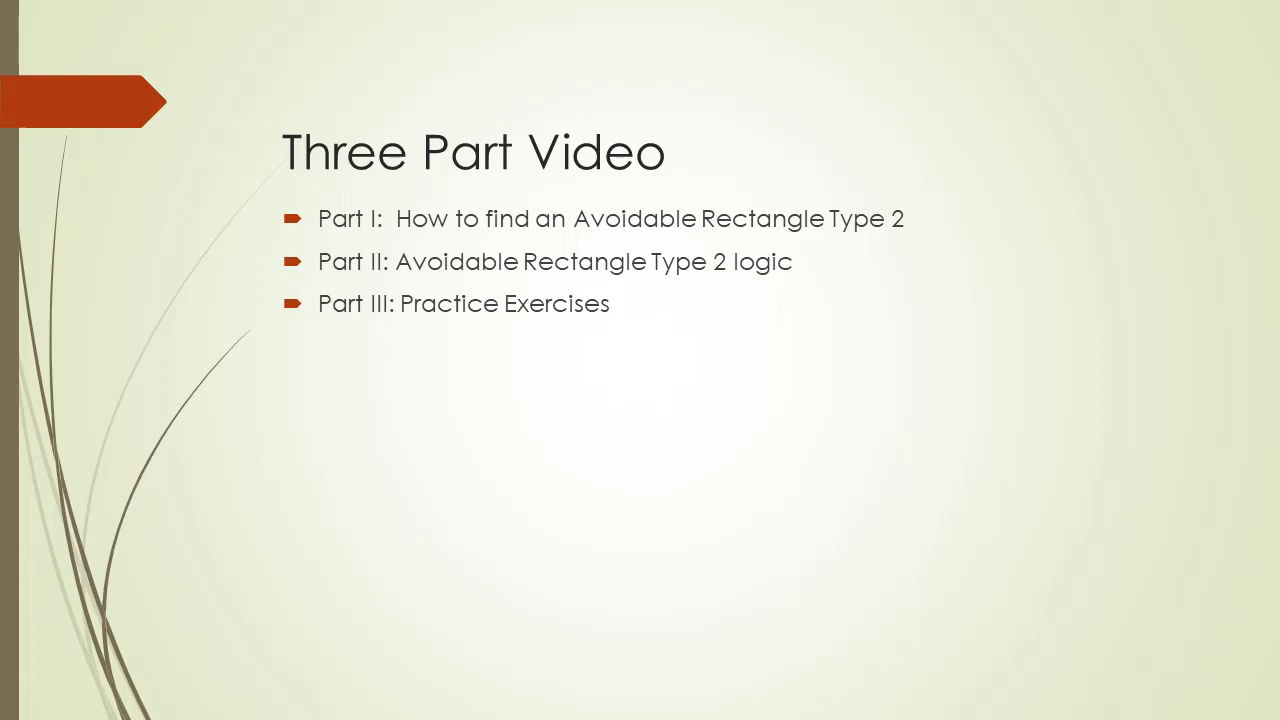 Three Part Video
Part I: How to find an Avoidable Rectangle Type 2
Part II: Avoidable Rectangle Type 2 logic
Part III: Practice Exercises